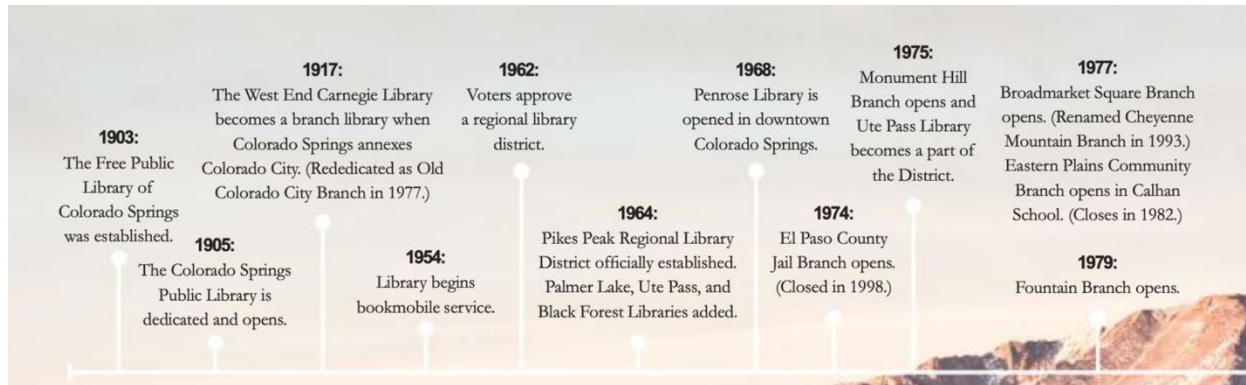 1903:
The Free Public
Library of
Colorado Springs
was established.
1905:
The Colorado Springs
Public Library is
dedicated and opens.
1917:
The West End Carnegie Library
becomes a branch library when
Colorado Springs annexes
Colorado City. (Rededicated as Old
Colorado City Branch in 1977.)
1954:
Library begins
bookmobile service.
1962:
Voters approve
a regional library
district.
1964:
Pikes Peak Regional Library
District officially established.
Palmer Lake, Ute Pass, and
Black Forest Libraries added.
1968:
Penrose Library is
opened in downtown
Colorado Springs.
1974:
El Paso County
Jail Branch opens.
(Closed in 1998.)
1975:
Monument Hill
Branch opens and
Ute Pass Library
becomes a part of
the District.
1977:
Broadmarket Square Branch
opens. (Renamed Cheyenne
Mountain Branch in 1993.)
Eastern Plains Community
Branch opens in Calhan
School. (Closes in 1982.)
1979:
Fountain Branch opens.